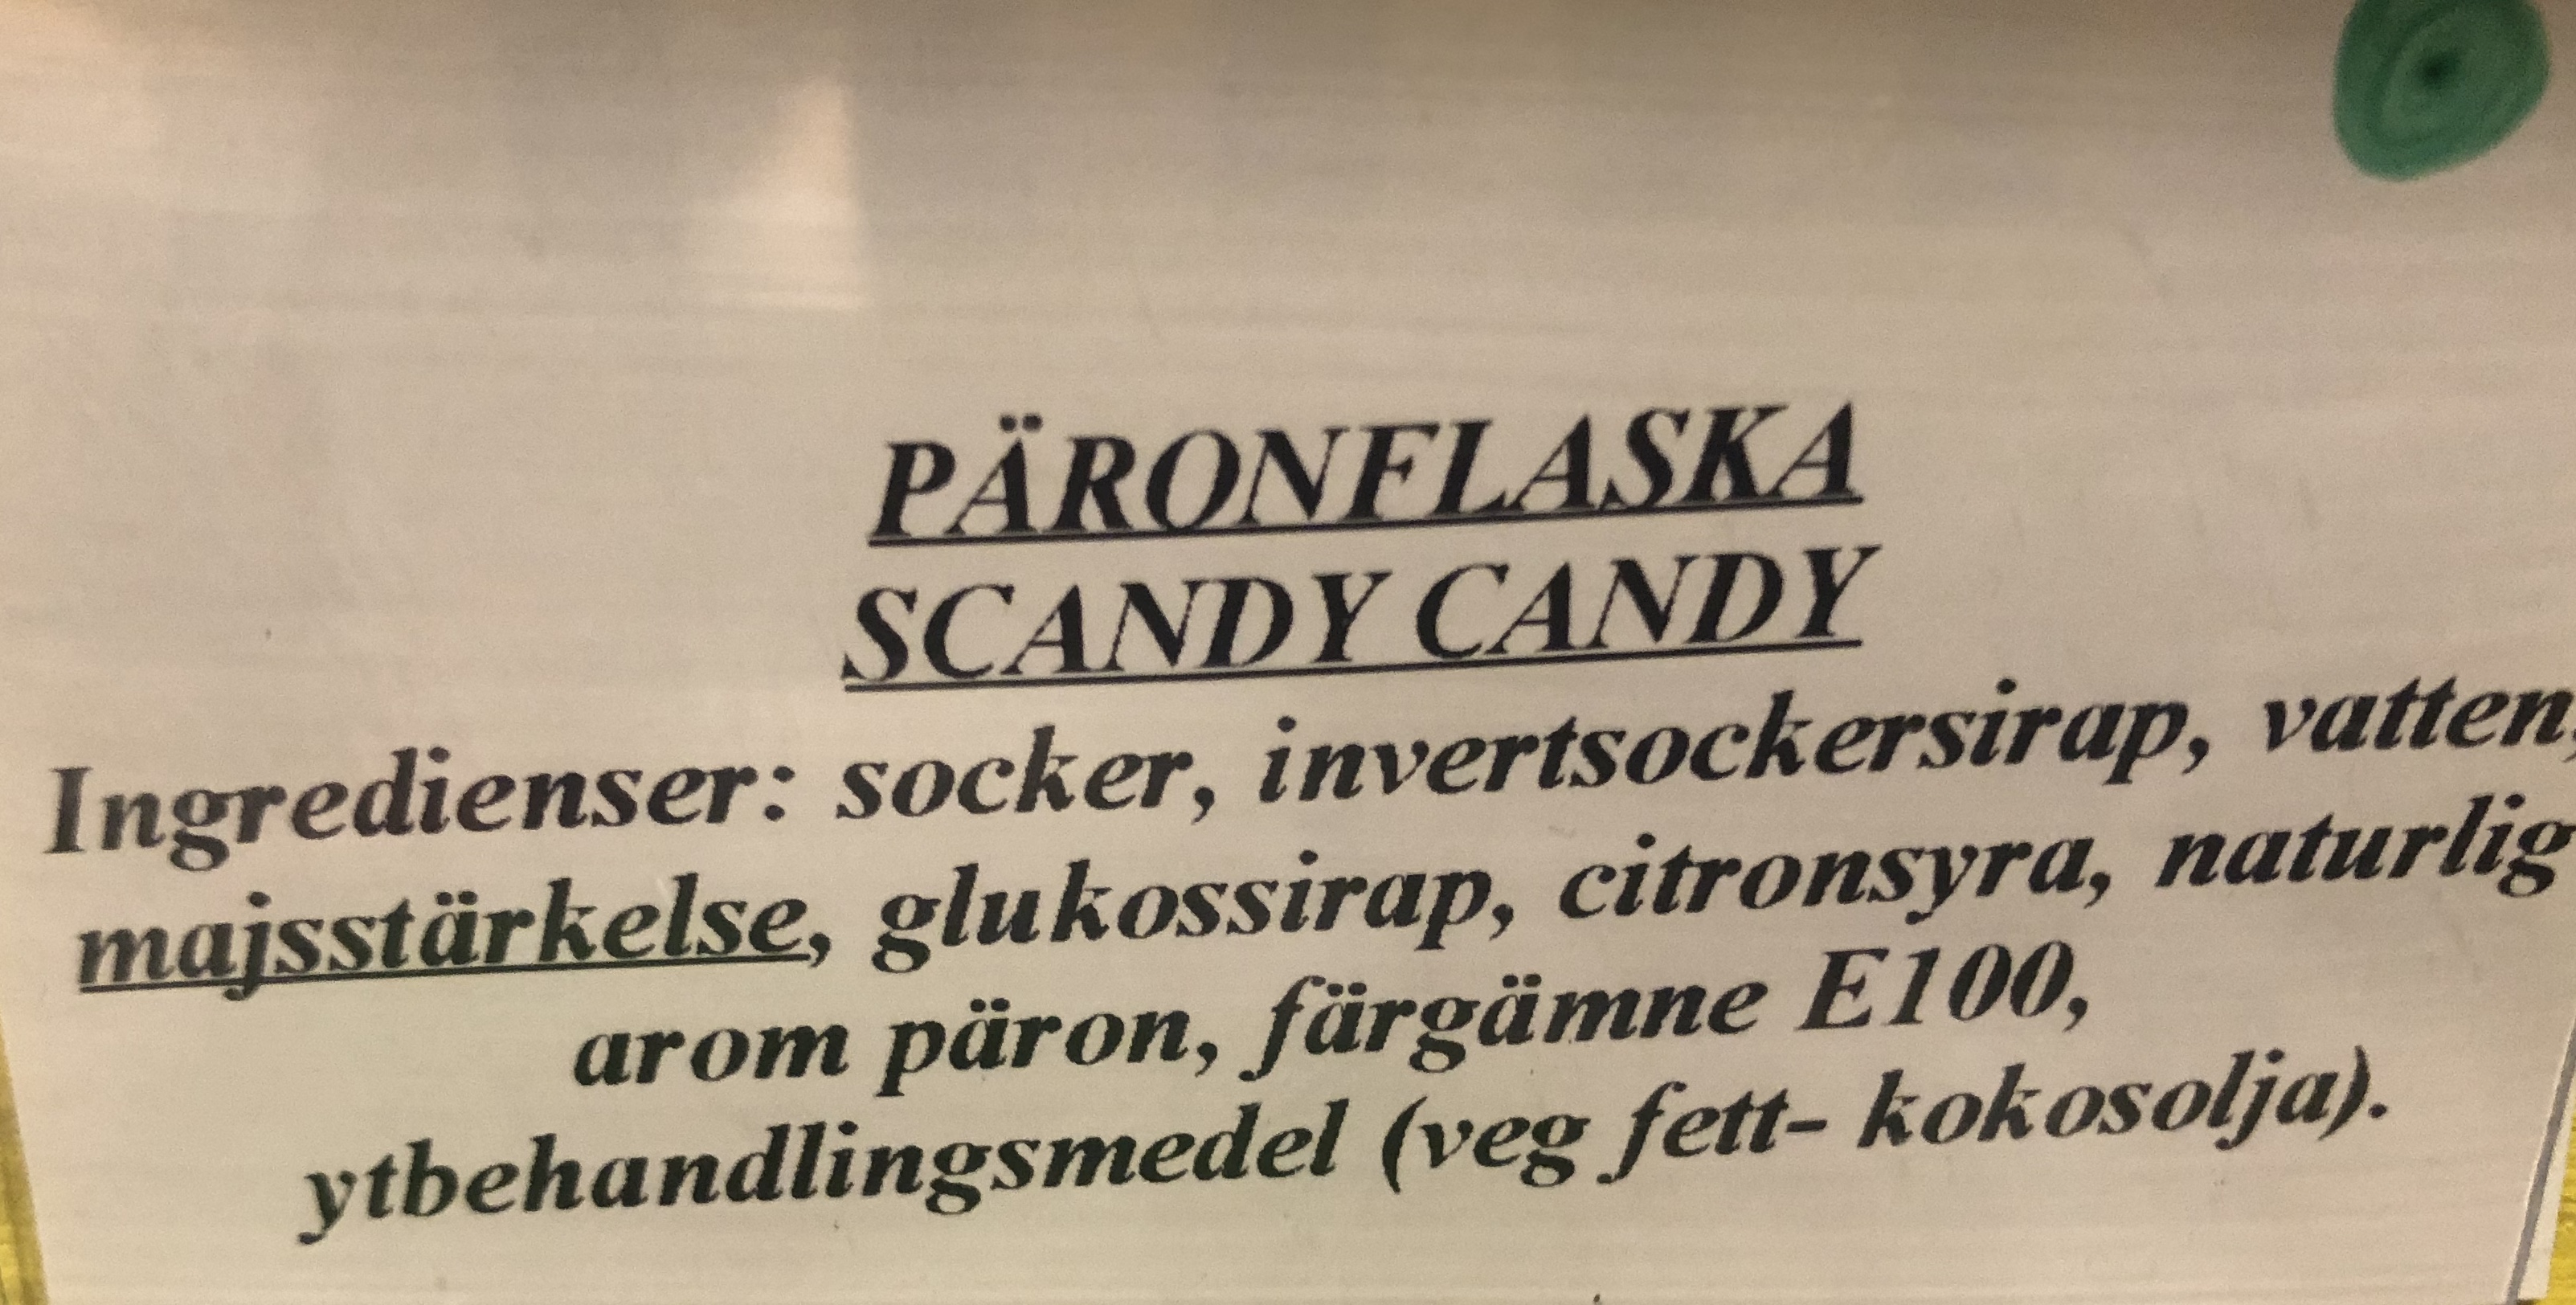 PÄRONFLASKA
SCANDY CANDY
Ingredienser: socker, invertsockersirap, vatten,
majsstärkelse, glukossirap, citronsyra, naturlig
arom päron, färgämne E100,
ytbehandlingsmedel (veg fett- kokosolja).